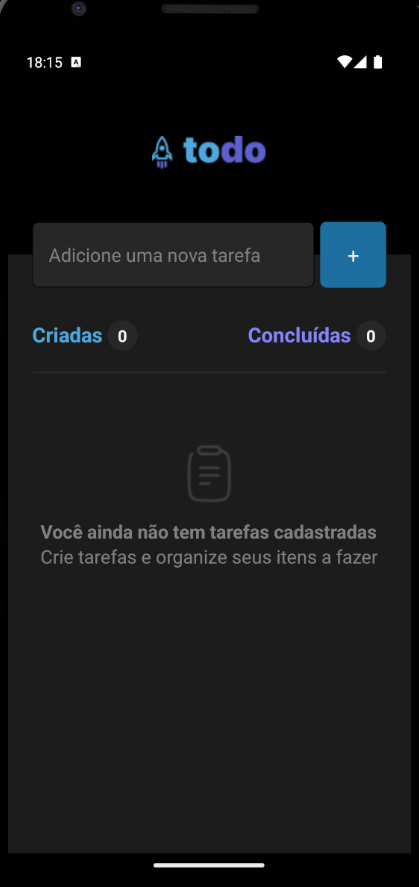 18:15 A
todo
Adicione uma nova tarefa +
Criadas 0 Concluídas 0
Você ainda não tem tarefas cadastradas
Crie tarefas e organize seus itens a fazer